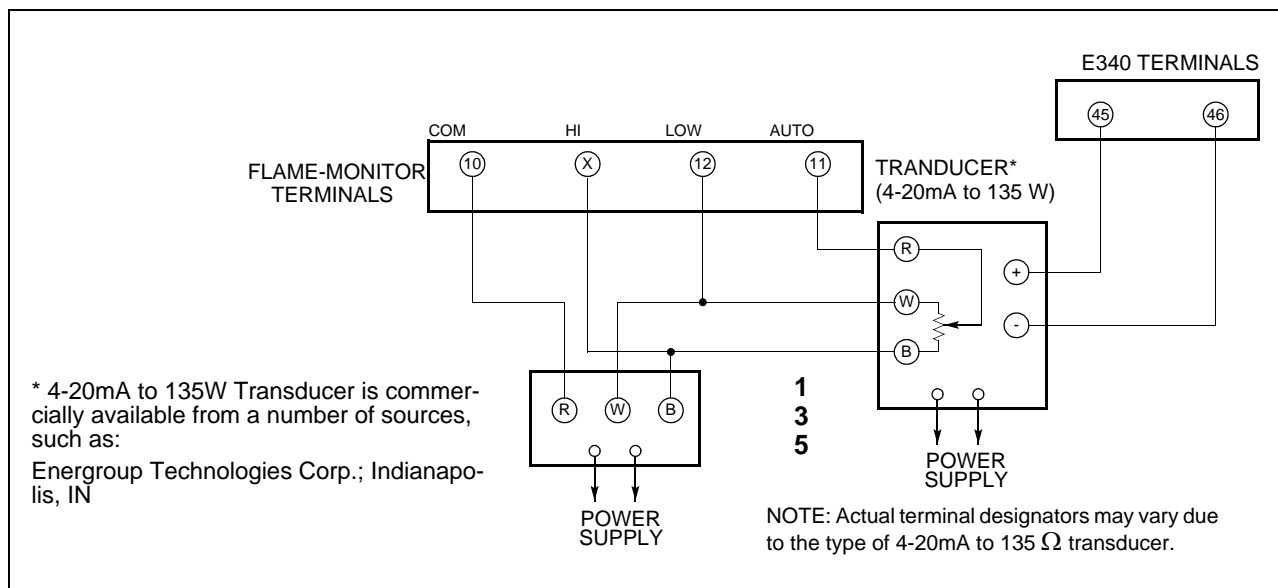 E340 TERMINALS
45 46
COM HI LOW AUTO
10 X 12 11
FLAME-MONITOR
TERMINALS
TRANDUCER*
(4-20mA to 135 W)
R
W
B
+
-
POWER
SUPPLY
R W B
POWER
SUPPLY
1
3
5
* 4-20mA to 135W Transducer is commer-
cially available from a number of sources,
such as:
Energroup Technologies Corp.; Indianapo-
lis, IN
NOTE: Actual terminal designators may vary due
to the type of 4-20mA to 135 Ω transducer.